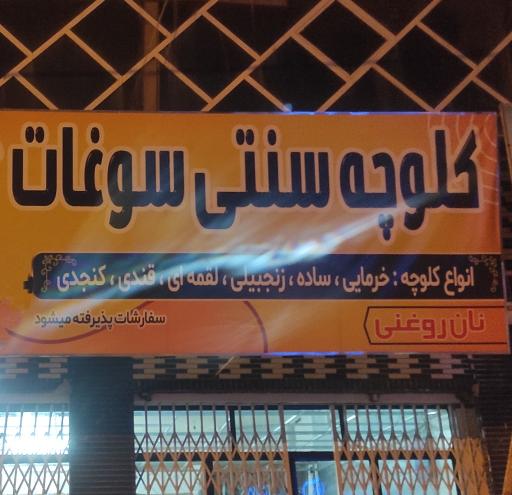 کلوچه سنتی سوغات
انواع کلوچه : خرمایی ، ساده ، زنجبیلی ، لقمه ای ، قندی ، کنجدی
نان روغنی
سفارشات پذیرفته میشود